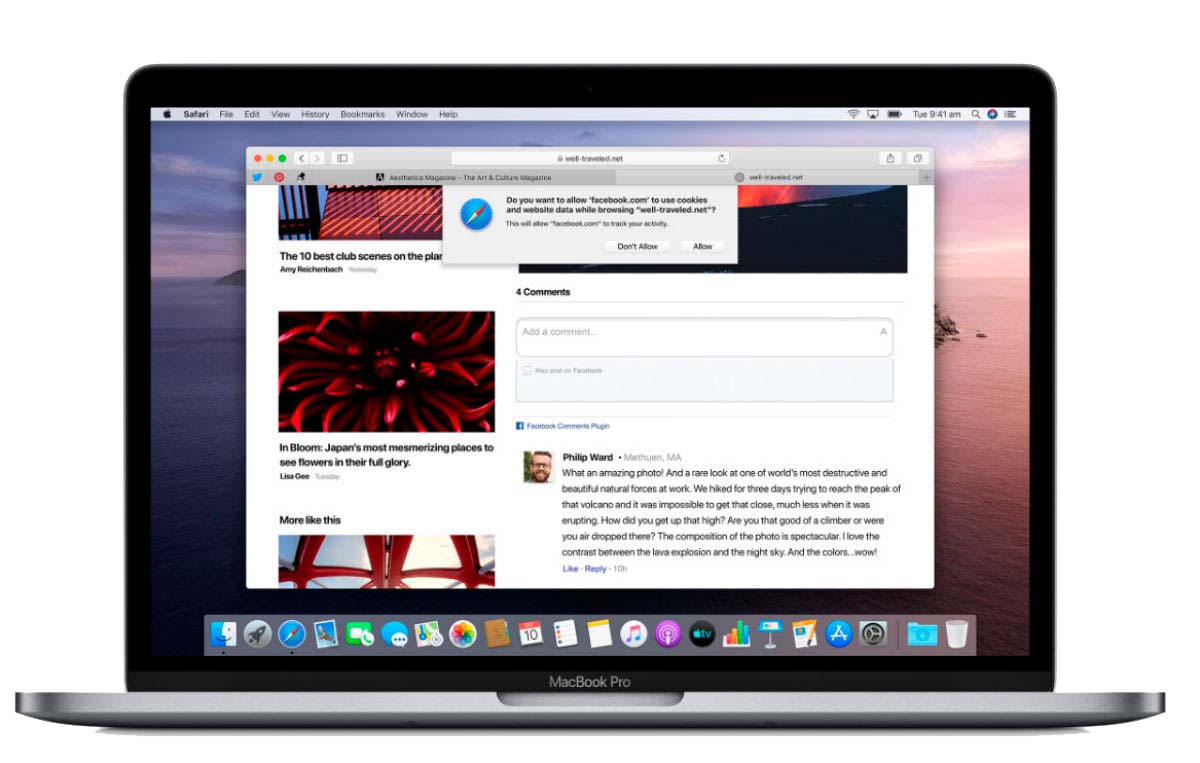 Safari File Edit View History Bookmarks Window Help
Tue 9:41 am
well-traveled.net
Aesthetica Magazine – The Art & Culture Magazine
well-traveled.net
Do you want to allow 'facebook.com' to use cookies
and website data while browsing "well-traveled.net"?
This will allow "facebook.com" to track your activity.
Don't Allow
Allow
The 10 best club scenes on the plan
Amy Reichenbach Yesterday
In Bloom: Japan's most mesmerizing places to
see flowers in their full glory.
Lisa Gee Tuesday
More like this
4 Comments
Add a comment...
A
Also post on Facebook
Facebook Comments Plugin
Philip Ward • Methuen, MA
What an amazing photo! And a rare look at one of world's most destructive and
beautiful natural forces at work. We hiked for three days trying to reach the peak of
that volcano and it was impossible to get that close, much less when it was
erupting. How did you get up that high? Are you that good of a climber or were
you air dropped there? The composition of the photo is spectacular. I love the
contrast between the lava explosion and the night sky. And the colors...wow!
Like · Reply · 10h
10
tv
MacBook Pro